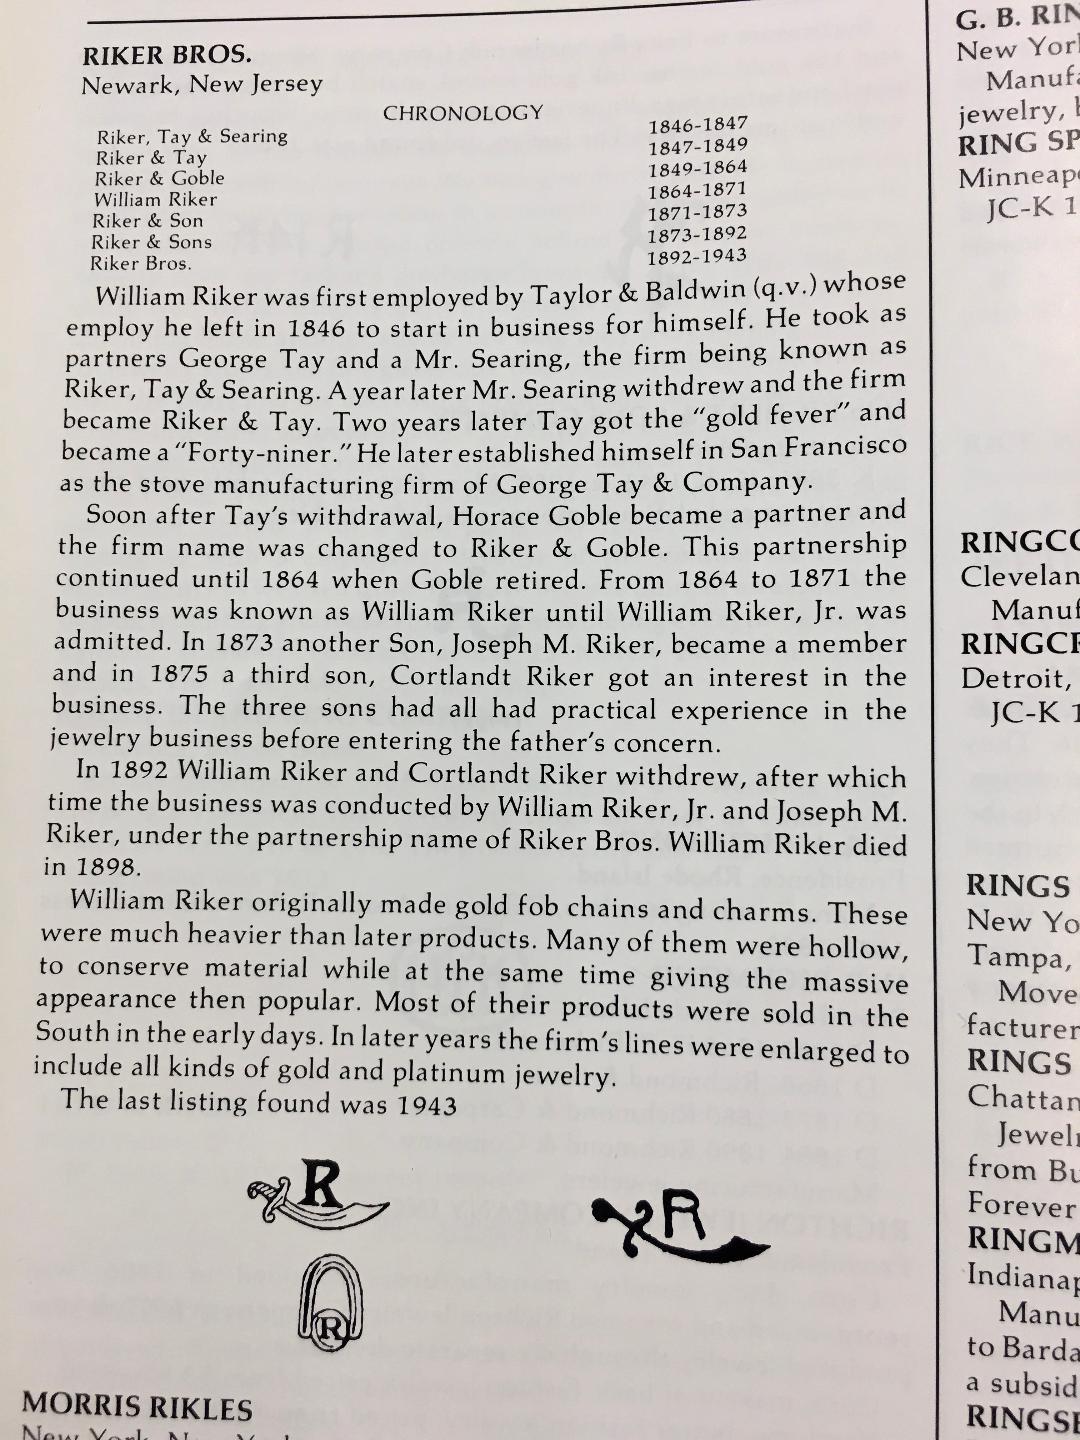 RIKER BROS.
Newark, New Jersey
CHRONOLOGY
Riker, Tay & Searing 1846-1847
Riker & Tay 1847-1849
Riker & Goble 1849-1864
William Riker 1864-1871
Riker & Son 1871-1873
Riker & Sons 1873-1892
Riker Bros. 1892-1943
William Riker was first employed by Taylor & Baldwin (q.v.) whose
employ he left in 1846 to start in business for himself. He took as
partners George Tay and a Mr. Searing, the firm being known as
Riker, Tay & Searing. A year later Mr. Searing withdrew and the firm
became Riker & Tay. Two years later Tay got the "gold fever" and
became a "Forty-niner." He later established himself in San Francisco
as the stove manufacturing firm of George Tay & Company.
Soon after Tay's withdrawal, Horace Goble became a partner and
the firm name was changed to Riker & Goble. This partnership
continued until 1864 when Goble retired. From 1864 to 1871 the
business was known as William Riker until William Riker, Jr. was
admitted. In 1873 another Son, Joseph M. Riker, became a member
and in 1875 a third son, Cortlandt Riker got an interest in the
business. The three sons had all had practical experience in the
jewelry business before entering the father's concern.
In 1892 William Riker and Cortlandt Riker withdrew, after which
time the business was conducted by William Riker, Jr. and Joseph M.
Riker, under the partnership name of Riker Bros. William Riker died
in 1898.
William Riker originally made gold fob chains and charms. These
were much heavier than later products. Many of them were hollow,
to conserve material while at the same time giving the massive
appearance then popular. Most of their products were sold in the
South in the early days. In later years the firm's lines were enlarged to
include all kinds of gold and platinum jewelry.
The last listing found was 1943
R
R
R
MORRIS RIKLES
New York, New York
G. B. RIN
New York
Manufa
jewelry, b
RING SP
Minneap
JC-K 1
RINGCO
Clevelan
Manuf
RINGCR
Detroit,
JC-K 1
RINGS
New Yo
Tampa,
Move
facturer
RINGS
Chattan
Jewelr
from Bu
Forever
RINGM
Indianap
Manu
to Barda
a subsid
RINGSE